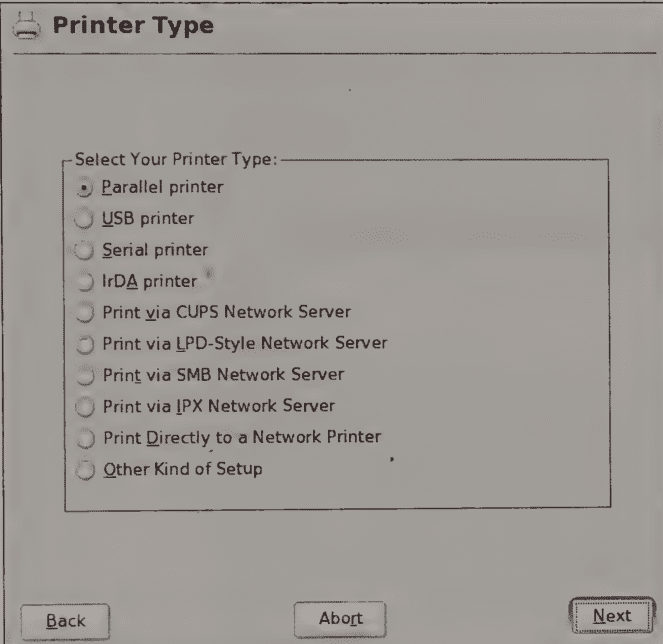 Printer Type
Select Your Printer Type:
Parallel printer
USB printer
Serial printer
IrDA printer
Print via CUPS Network Server
Print via LPD-Style Network Server
Print via SMB Network Server
Print via IPX Network Server
Print Directly to a Network Printer
Other Kind of Setup
Back
Abort
Next